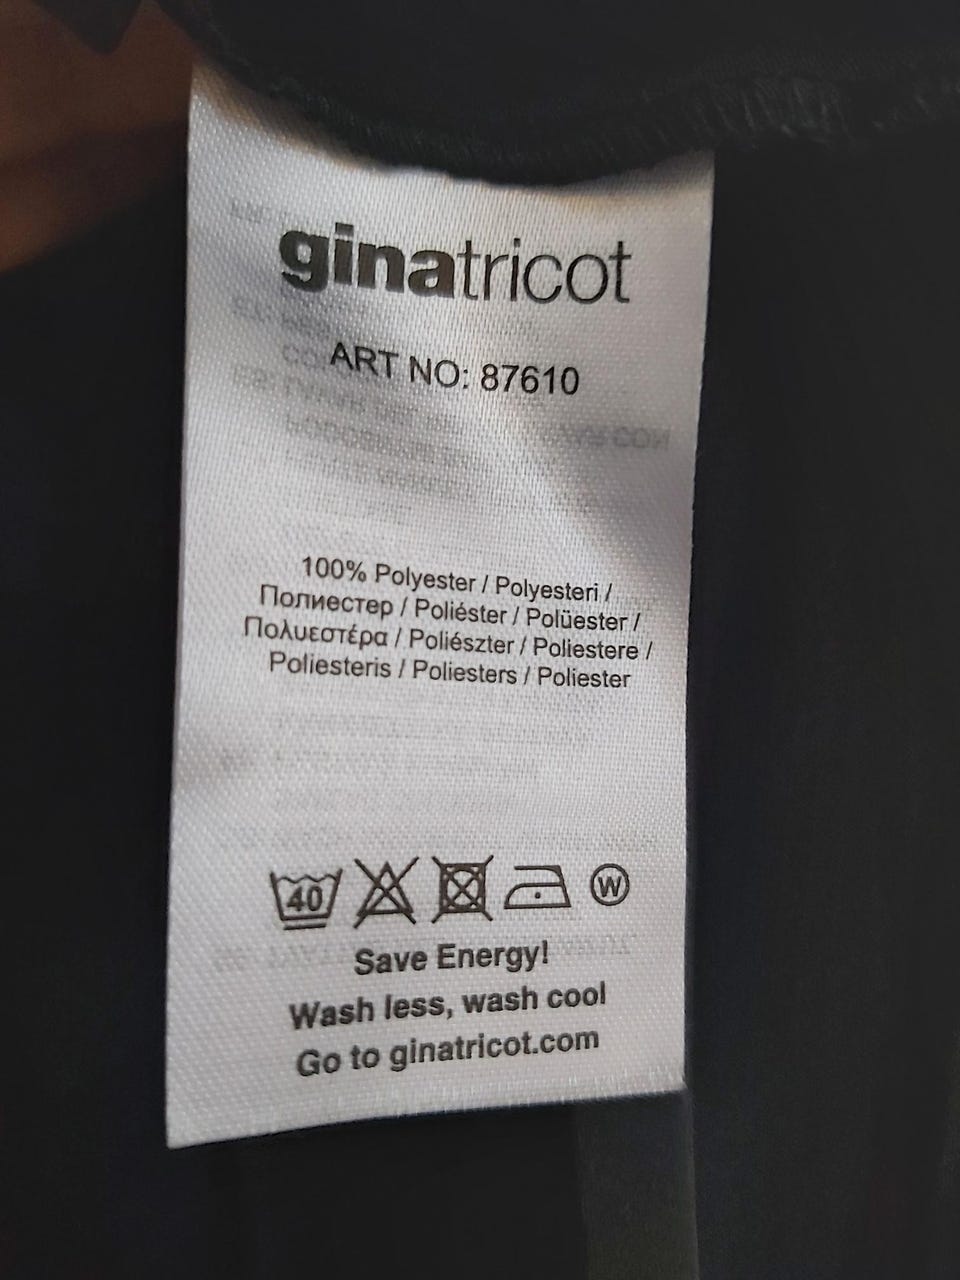 ginatricot
ART NO: 87610
100% Polyester / Polyesteri /
Полиестер / Poliéster / Polüester /
Πολυεστέρα / Poliészter / Poliestere /
Poliesteris / Poliesters / Poliester
40 W
Save Energy!
Wash less, wash cool
Go to ginatricot.com